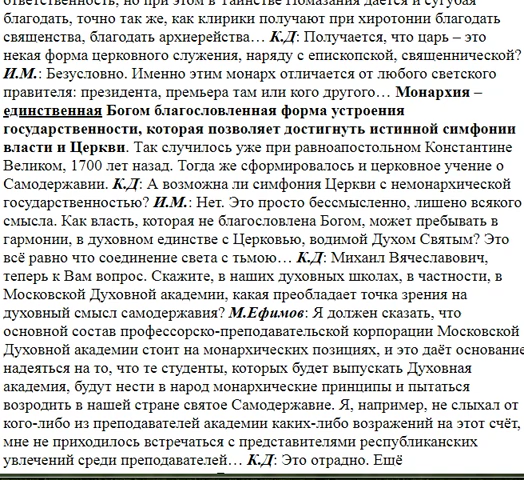 ответственность, но при этом в Таинстве Помазания даётся и сугубая
благодать, точно так же, как клирики получают при хиротонии благодать
священства, благодать архиерейства… К.Д: Получается, что царь – это
некая форма церковного служения, наряду с епископской, священнической?
И.М.: Безусловно. Именно этим монарх отличается от любого светского
правителя: президента, премьера там или кого другого… Монархия –
единственная Богом благословленная форма устроения
государственности, которая позволяет достигнуть истинной симфонии
власти и Церкви. Так случилось уже при равноапостольном Константине
Великом, 1700 лет назад. Тогда же сформировалось и церковное учение о
Самодержавии. К.Д: А возможна ли симфония Церкви с немонархической
государственностью? И.М.: Нет. Это просто бессмысленно, лишено всякого
смысла. Как власть, которая не благословлена Богом, может пребывать в
гармонии, в духовном единстве с Церковью, водимой Духом Святым? Это
всё равно что соединение света с тьмою… К.Д: Михаил Вячеславович,
теперь к Вам вопрос. Скажите, в наших духовных школах, в частности, в
Московской Духовной академии, какая преобладает точка зрения на
духовный смысл самодержавия? М.Ефимов: Я должен сказать, что
основной состав профессорско-преподавательской корпорации Московской
Духовной академии стоит на монархических позициях, и это даёт основание
надеяться на то, что те студенты, которых будет выпускать Духовная
академия, будут нести в народ монархические принципы и пытаться
возродить в нашей стране святое Самодержавие. Я, например, не слыхал от
кого-либо из преподавателей академии каких-либо возражений на этот счёт,
мне не приходилось встречаться с представителями республиканских
увлечений среди преподавателей… К.Д: Это отрадно. Ещё